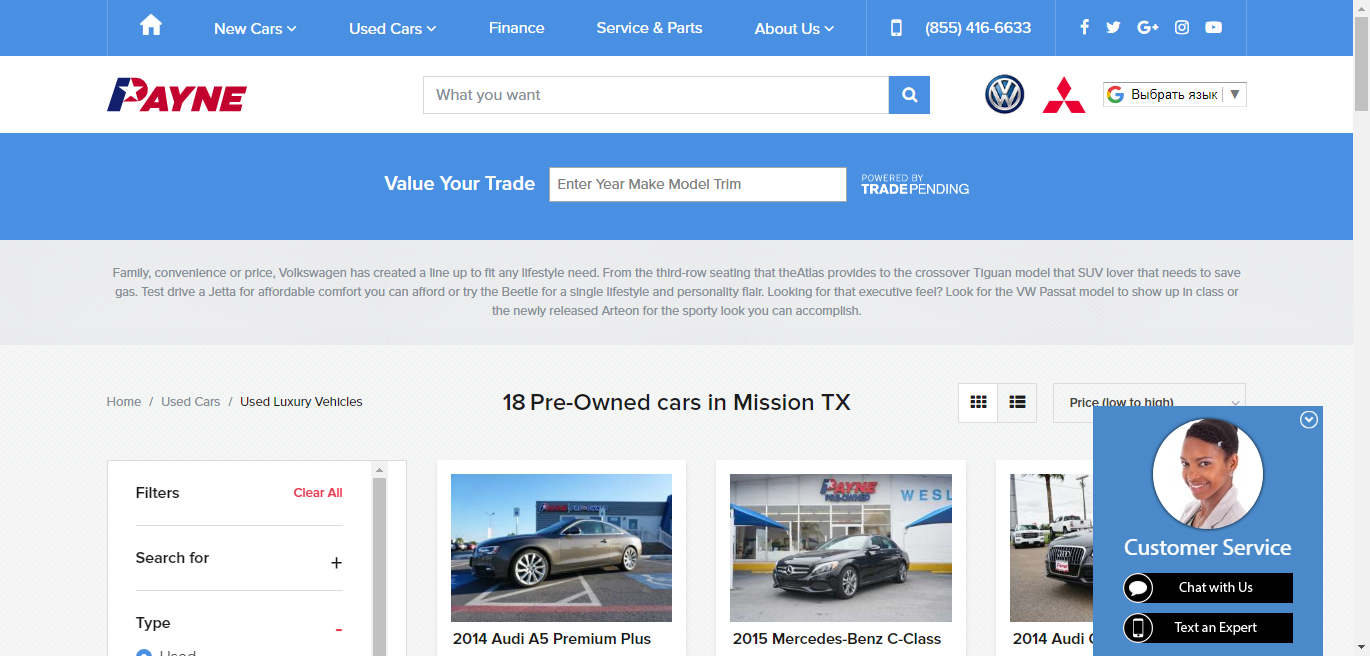 New Cars
Used Cars
Finance
Service & Parts
About Us
(855) 416-6633
PAYNE
What you want
Выбрать язык ▼
Value Your Trade
Enter Year Make Model Trim
POWERED BY
TRADEPENDING
Family, convenience or price, Volkswagen has created a line up to fit any lifestyle need. From the third-row seating that theAtlas provides to the crossover Tiguan model that SUV lover that needs to save
gas. Test drive a Jetta for affordable comfort you can afford or try the Beetle for a single lifestyle and personality flair. Looking for that executive feel? Look for the VW Passat model to show up in class or
the newly released Arteon for the sporty look you can accomplish.
Home / Used Cars / Used Luxury Vehicles
18 Pre-Owned cars in Mission TX
Price (low to high)
Filters
Clear All
Search for
+
Type
-
Used
PAYNE
PRE-OWNED
WESL
2014 Audi A5 Premium Plus
2015 Mercedes-Benz C-Class
2014 Audi
Customer Service
Chat with Us
Text an Expert